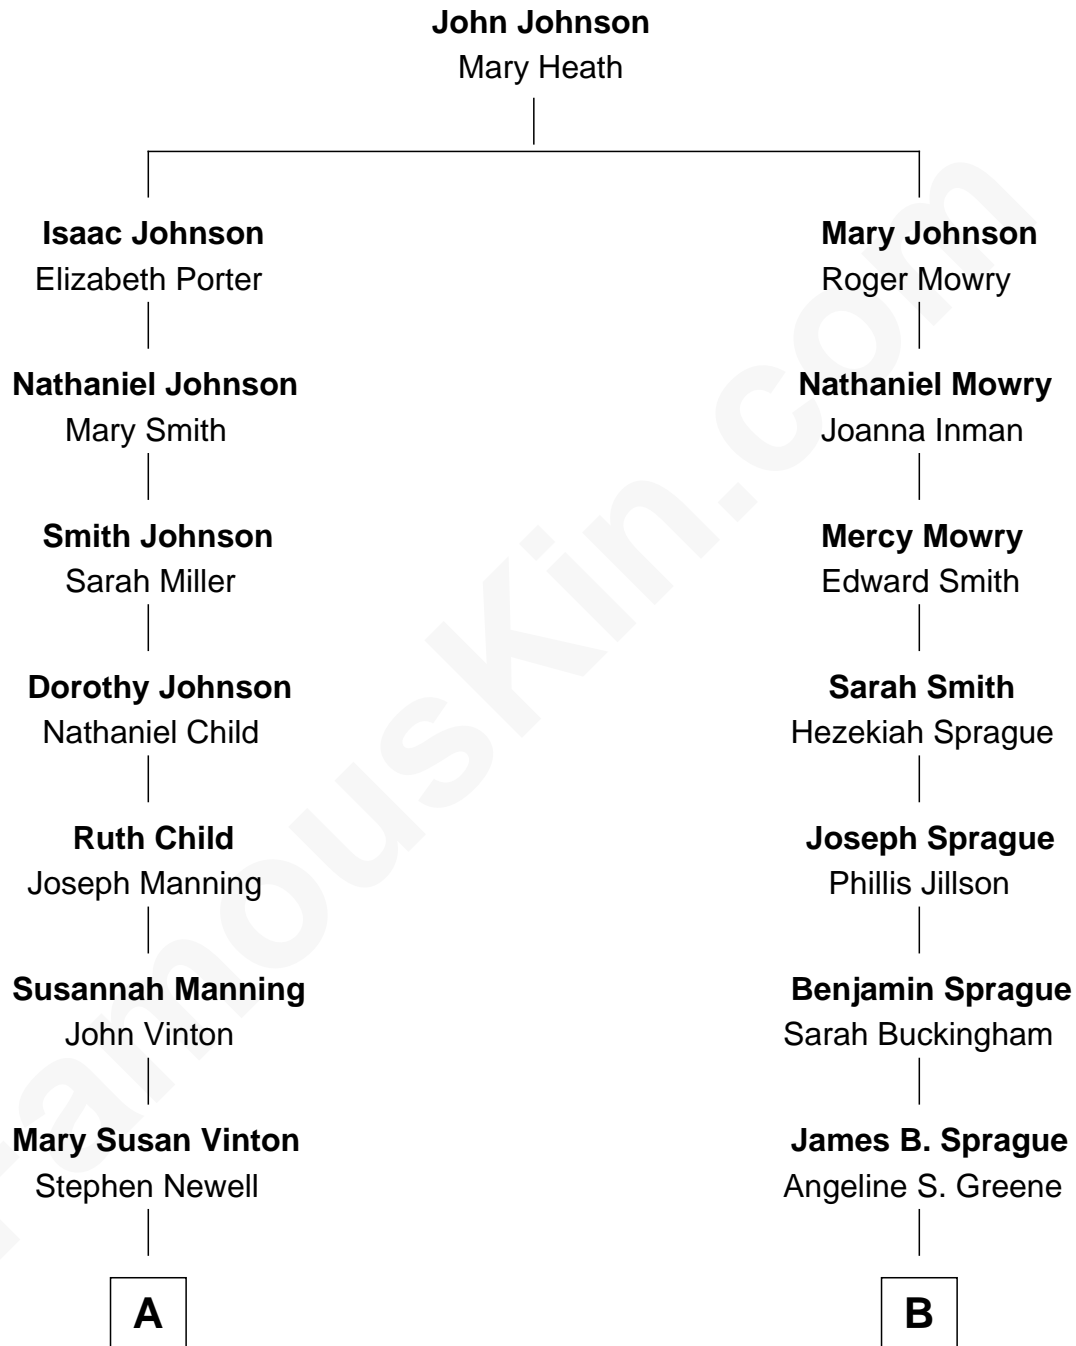 John Johnson
Mary Heath
Isaac Johnson
Elizabeth Porter
Mary Johnson
Roger Mowry
Nathaniel Johnson
Mary Smith
Nathaniel Mowry
Joanna Inman
Smith Johnson
Sarah Miller
Mercy Mowry
Edward Smith
Dorothy Johnson
Nathaniel Child
Sarah Smith
Hezekiah Sprague
Ruth Child
Joseph Manning
Joseph Sprague
Phillis Jillson
Susannah Manning
John Vinton
Benjamin Sprague
Sarah Buckingham
Mary Susan Vinton
Stephen Newell
James B. Sprague
Angeline S. Greene
A
B
FamousKin.com